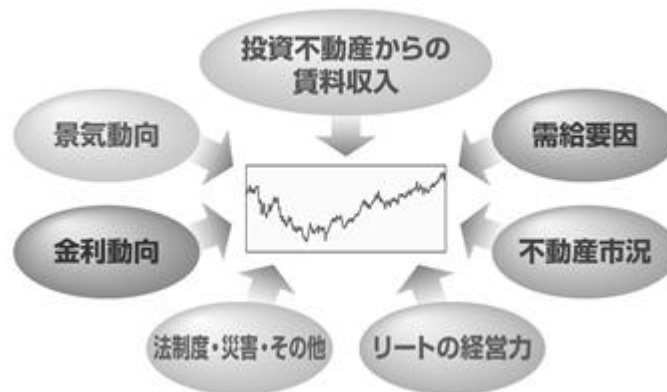 投資不動産からの
賃料収入
景気動向
需給要因
金利動向
不動産市況
法制度・災害・その他
リートの経営力